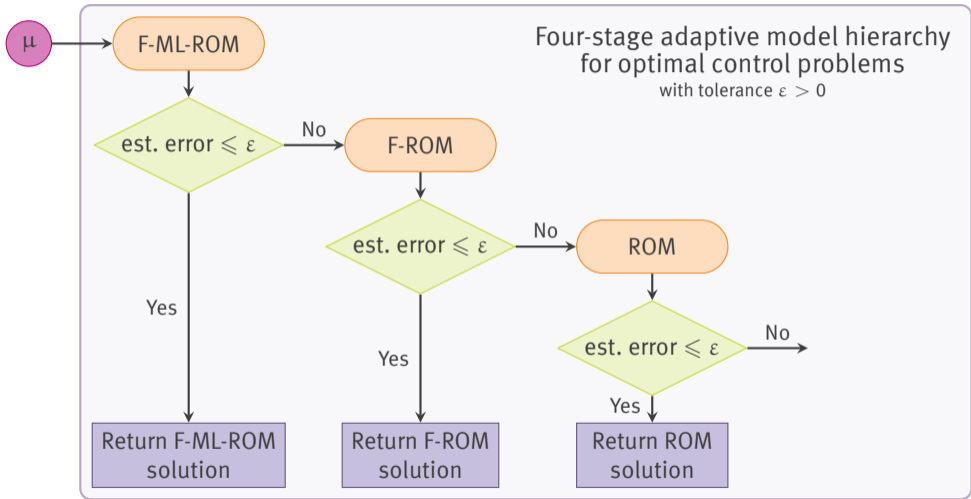 μ
F-ML-ROM
Four-stage adaptive model hierarchy
for optimal control problems
with tolerance ε > 0
est. error ⩽ ε
No
F-ROM
est. error ⩽ ε
No
ROM
Yes
Yes
est. error ⩽ ε
No
Yes
Return F-ML-ROM
solution
Return F-ROM
solution
Return ROM
solution